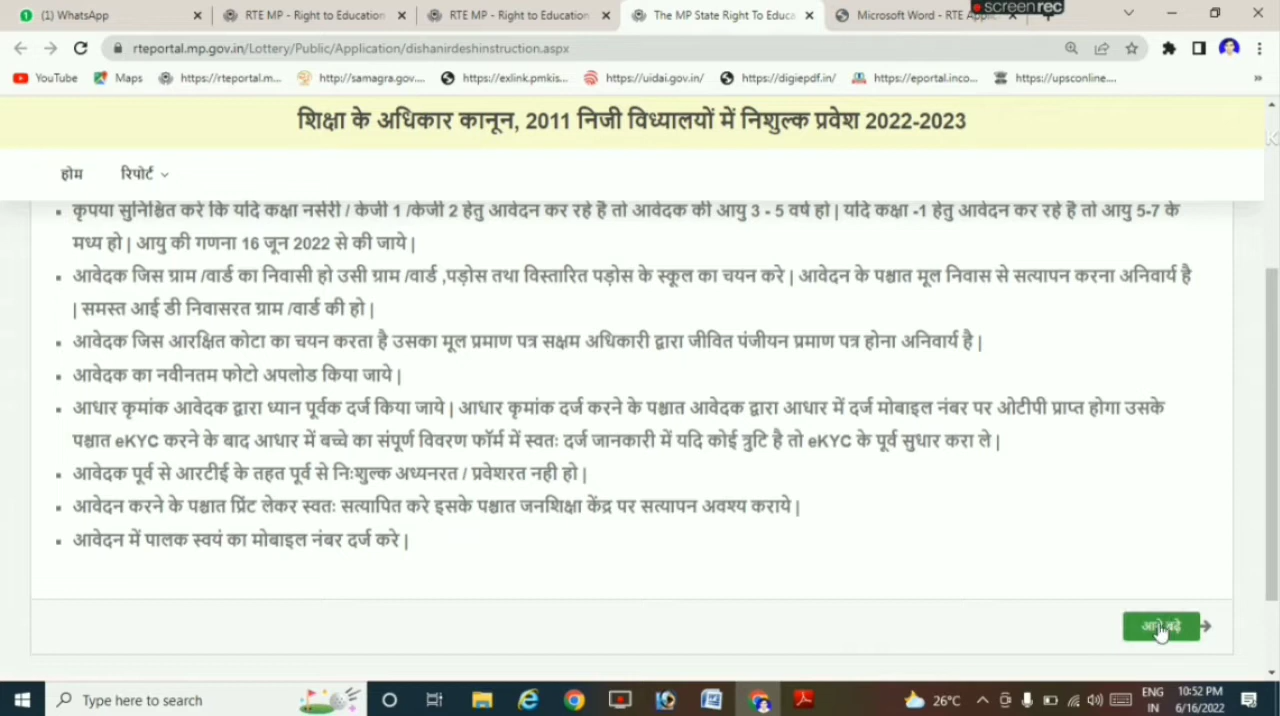 (1) WhatsApp
RTE MP - Right to Education
RTE MP - Right to Education
The MP State Right To Educa
Microsoft Word - RTE Appli
screenrec
rteportal.mp.gov.in/Lottery/Public/Application/dishanirdeshinstruction.aspx
YouTube
Maps
https://rteportal.m...
http://samagra.gov....
https://exlink.pmkis...
https://uidai.gov.in/
https://digiepdf.in/
https://eportal.inco...
https://upsconline....
»
शिक्षा के अधिकार कानून, 2011 निजी विध्यालयों में निशुल्क प्रवेश 2022-2023
होम रिपोर्ट
कृपया सुनिश्चित करे कि यदि कक्षा नर्सरी / केजी 1 /केजी 2 हेतु आवेदन कर रहे है तो आवेदक की आयु 3 - 5 वर्ष हो | यदि कक्षा -1 हेतु आवेदन कर रहे है तो आयु 5-7 के
मध्य हो | आयु की गणना 16 जून 2022 से की जाये |
आवेदक जिस ग्राम /वार्ड का निवासी हो उसी ग्राम /वार्ड ,पड़ोस तथा विस्तारित पड़ोस के स्कूल का चयन करे | आवेदन के पश्चात मूल निवास से सत्यापन करना अनिवार्य है
| समस्त आई डी निवासरत ग्राम /वार्ड की हो |
आवेदक जिस आरक्षित कोटा का चयन करता है उसका मूल प्रमाण पत्र सक्षम अधिकारी द्वारा जीवित पंजीयन प्रमाण पत्र होना अनिवार्य है |
आवेदक का नवीनतम फोटो अपलोड किया जाये |
आधार कृमांक आवेदक द्वारा ध्यान पूर्वक दर्ज किया जाये | आधार कृमांक दर्ज करने के पश्चात आवेदक द्वारा आधार में दर्ज मोबाइल नंबर पर ओटीपी प्राप्त होगा उसके
पश्चात eKYC करने के बाद आधार में बच्चे का संपूर्ण विवरण फॉर्म में स्वतः दर्ज जानकारी में यदि कोई त्रुटि है तो eKYC के पूर्व सुधार करा ले |
आवेदक पूर्व से आरटीई के तहत पूर्व से निःशुल्क अध्यनरत / प्रवेशरत नही हो |
आवेदन करने के पश्चात प्रिंट लेकर स्वतः सत्यापित करे इसके पश्चात जनशिक्षा केंद्र पर सत्यापन अवश्य कराये |
आवेदन में पालक स्वयं का मोबाइल नंबर दर्ज करे |
आगे बढ़े
Type here to search
26°C
ENG
IN
10:52 PM
6/16/2022